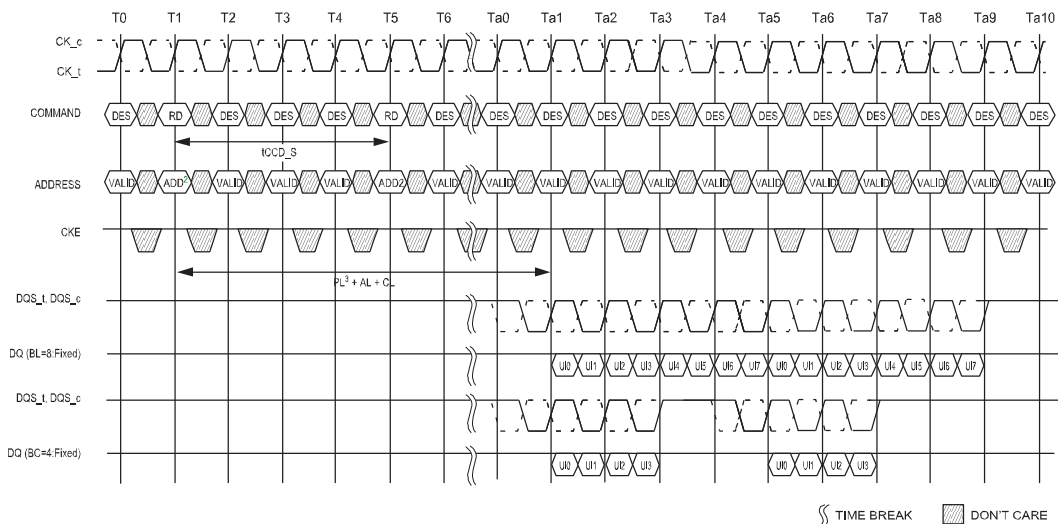 T0 T1 T2 T3 T4 T5 T6 Ta0 Ta1 Ta2 Ta3 Ta4 Ta5 Ta6 Ta7 Ta8 Ta9 Ta10
CK_c
CK_t
COMMAND DES RD DES DES DES RD DES DES DES DES DES DES DES DES DES DES DES DES
tCCD_S
ADDRESS VALID ADD2 VALID VALID VALID ADD2 VALID VALID VALID VALID VALID VALID VALID VALID VALID VALID VALID VALID
CKE
PL3 + AL + CL
DQS_t, DQS_c
DQ (BL=8:Fixed) UI0 UI1 UI2 UI3 UI4 UI5 UI6 UI7 UI0 UI1 UI2 UI3 UI4 UI5 UI6 UI7
DQS_t, DQS_c
DQ (BC=4:Fixed) UI0 UI1 UI2 UI3 UI0 UI1 UI2 UI3
TIME BREAK DON'T CARE